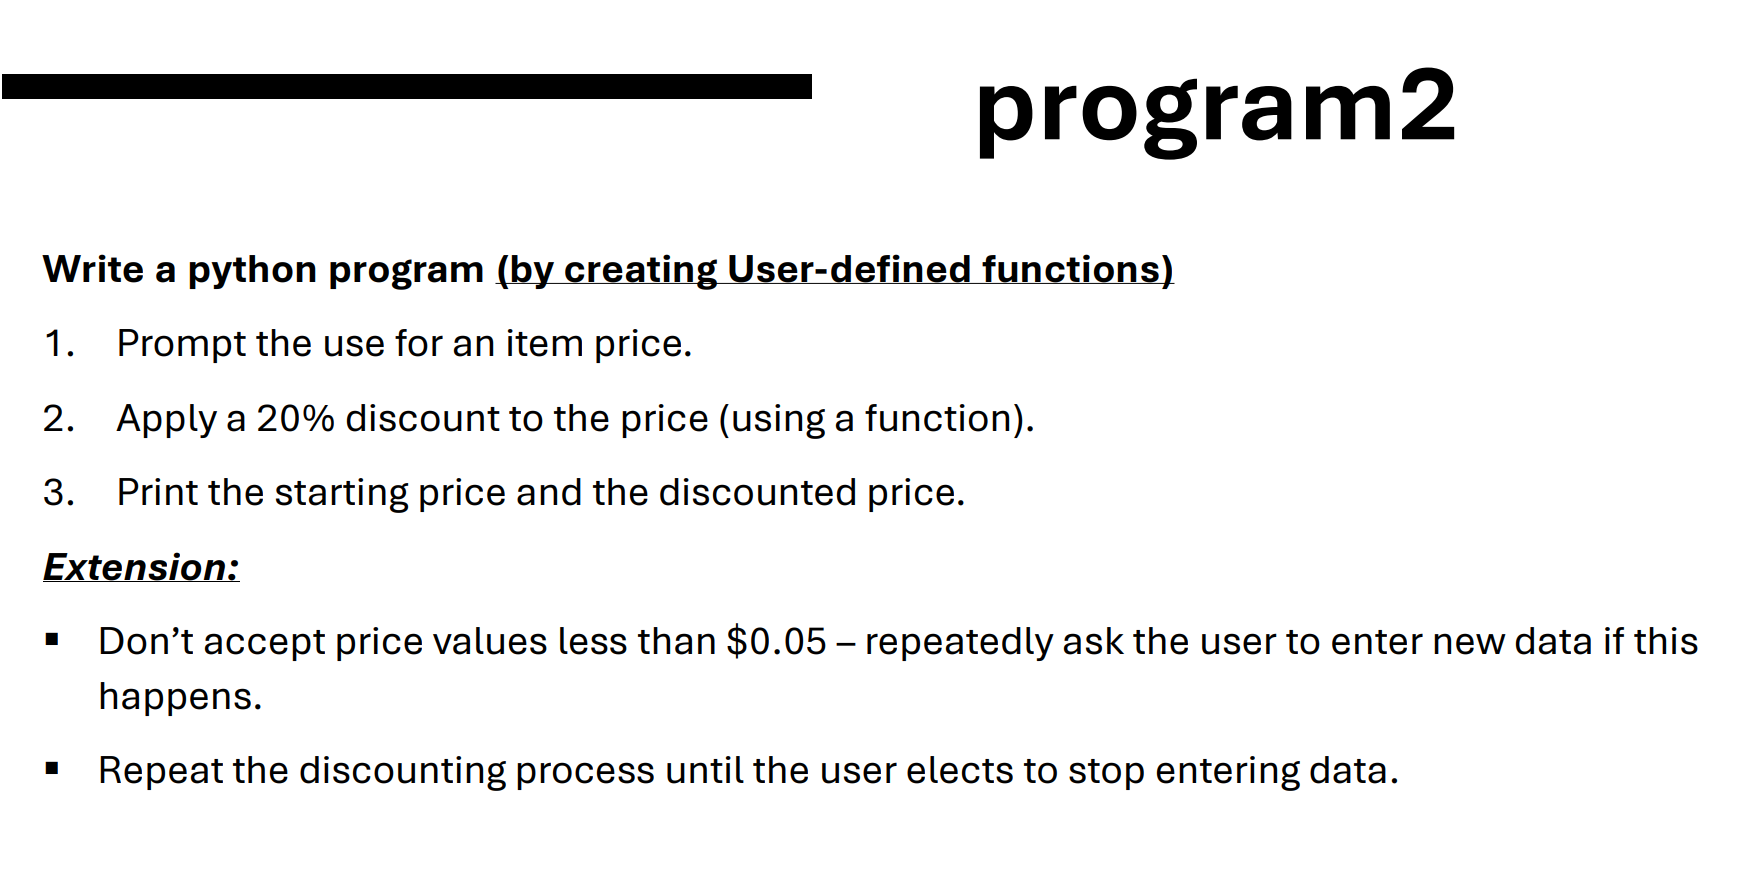 program2
Write a python program (by creating User-defined functions)
1. Prompt the use for an item price.
2. Apply a 20% discount to the price (using a function).
3. Print the starting price and the discounted price.
Extension:
▪ Don’t accept price values less than $0.05 – repeatedly ask the user to enter new data if this
happens.
▪ Repeat the discounting process until the user elects to stop entering data.